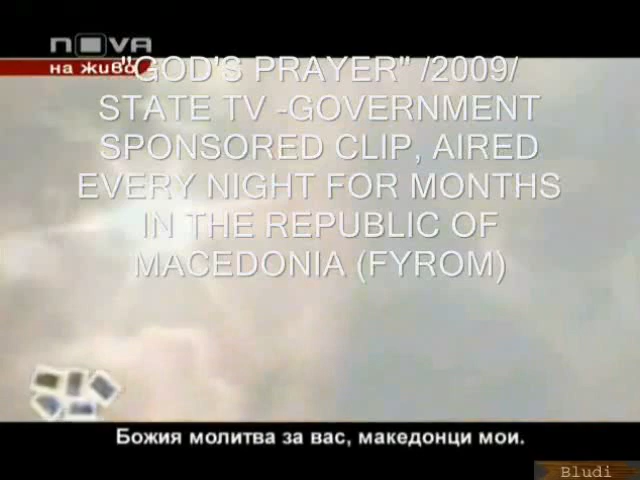 NOVA
на живо
"GOD'S PRAYER" /2009/
STATE TV -GOVERNMENT
SPONSORED CLIP, AIRED
EVERY NIGHT FOR MONTHS
IN THE REPUBLIC OF
MACEDONIA (FYROM)
Божия молитва за вас, македонци мои.
Bludi